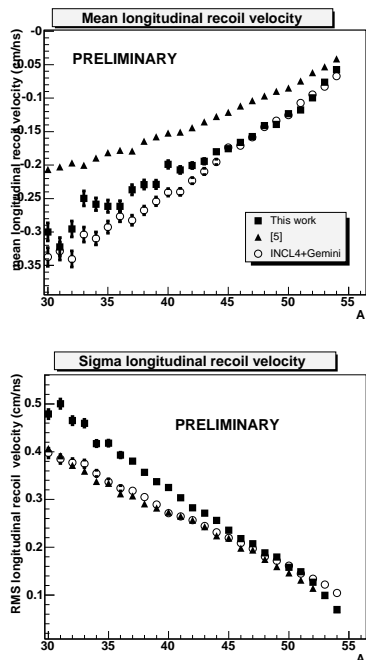 Mean longitudinal recoil velocity
mean longitudinal recoil velocity (cm/ns)
-0
-0.05
-0.1
-0.15
-0.2
-0.25
-0.3
-0.35
PRELIMINARY
This work
[5]
INCL4+Gemini
30 35 40 45 50 55
A
Sigma longitudinal recoil velocity
RMS longitudinal recoil velocity (cm/ns)
0.5
0.4
0.3
0.2
0.1
PRELIMINARY
30 35 40 45 50 55
A